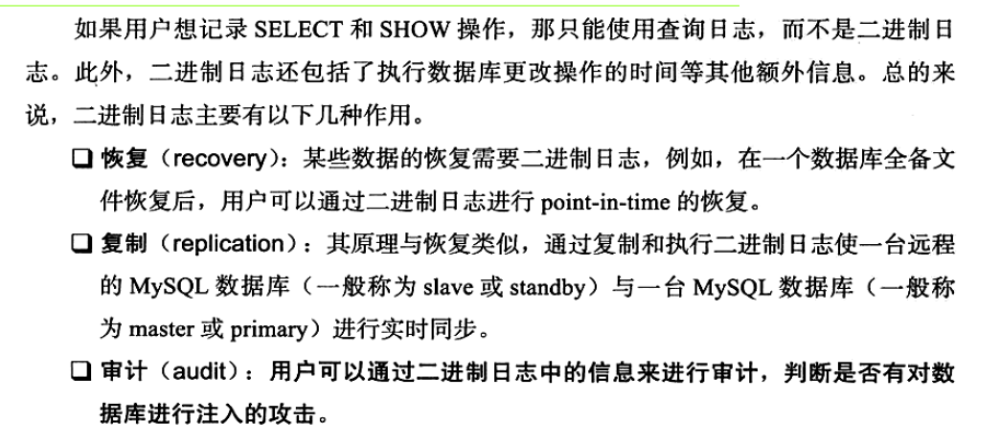 如果用户想记录 SELECT 和 SHOW 操作，那只能使用查询日志，而不是二进制日
志。此外，二进制日志还包括了执行数据库更改操作的时间等其他额外信息。总的来
说，二进制日志主要有以下几种作用。
❑ 恢复（recovery）：某些数据的恢复需要二进制日志，例如，在一个数据库全备文
件恢复后，用户可以通过二进制日志进行 point-in-time 的恢复。
❑ 复制（replication）：其原理与恢复类似，通过复制和执行二进制日志使一台远程
的 MySQL 数据库（一般称为 slave 或 standby）与一台 MySQL 数据库（一般称
为 master 或 primary）进行实时同步。
❑ 审计（audit）：用户可以通过二进制日志中的信息来进行审计，判断是否有对数
据库进行注入的攻击。